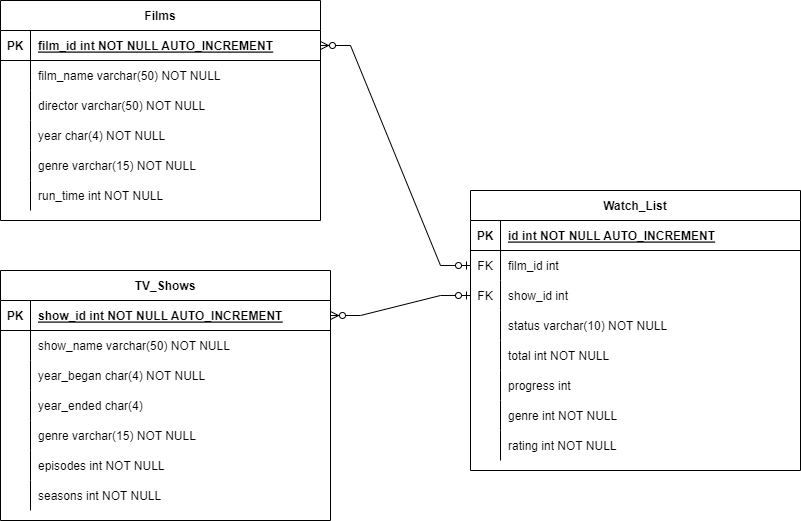 Films
PK film_id int NOT NULL AUTO_INCREMENT
film_name varchar(50) NOT NULL
director varchar(50) NOT NULL
year char(4) NOT NULL
genre varchar(15) NOT NULL
run_time int NOT NULL
TV_Shows
PK show_id int NOT NULL AUTO_INCREMENT
show_name varchar(50) NOT NULL
year_began char(4) NOT NULL
year_ended char(4)
genre varchar(15) NOT NULL
episodes int NOT NULL
seasons int NOT NULL
Watch_List
PK id int NOT NULL AUTO_INCREMENT
FK film_id int
FK show_id int
status varchar(10) NOT NULL
total int NOT NULL
progress int
genre int NOT NULL
rating int NOT NULL